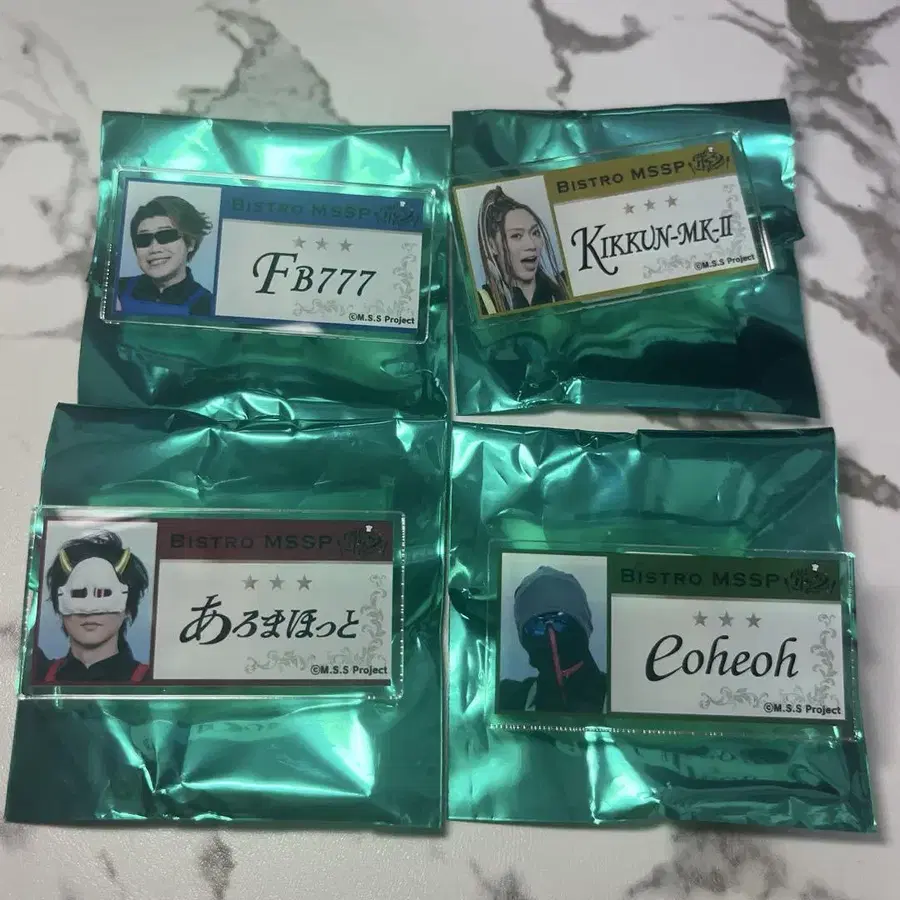 BISTRO MSSP
★★★
FB777
©M.S.S Project
BISTRO MSSP
★★★
KIKKUN-MK-II
©M.S.S Project
BISTRO MSSP
★★★
あろまほっと
©M.S.S Project
BISTRO MSSP
★★★
eoheoh
©M.S.S Project